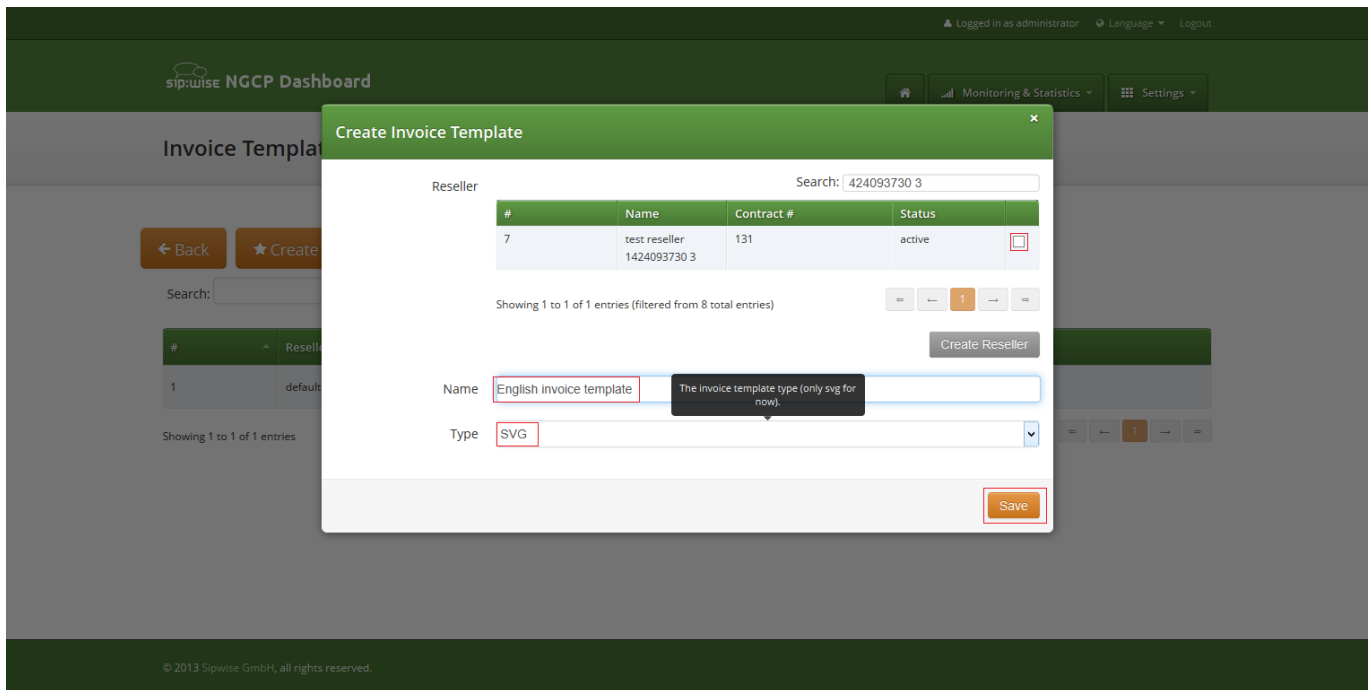 Logged in as administrator Language Logout
sip:wise NGCP Dashboard
Monitoring & Statistics Settings
Create Invoice Template
×
Invoice Templat
Reseller
Search: 424093730 3
# Name Contract # Status
7 test reseller 131 active
1424093730 3
Showing 1 to 1 of 1 entries (filtered from 8 total entries)
⇐ ← 1 → ⇒
Create Reseller
Back Create
Search:
# Reselle
1 default
Showing 1 to 1 of 1 entries
⇐ ← 1 → ⇒
Name English invoice template
The invoice template type (only svg for
now).
Type SVG
Save
© 2013 Sipwise GmbH, all rights reserved.